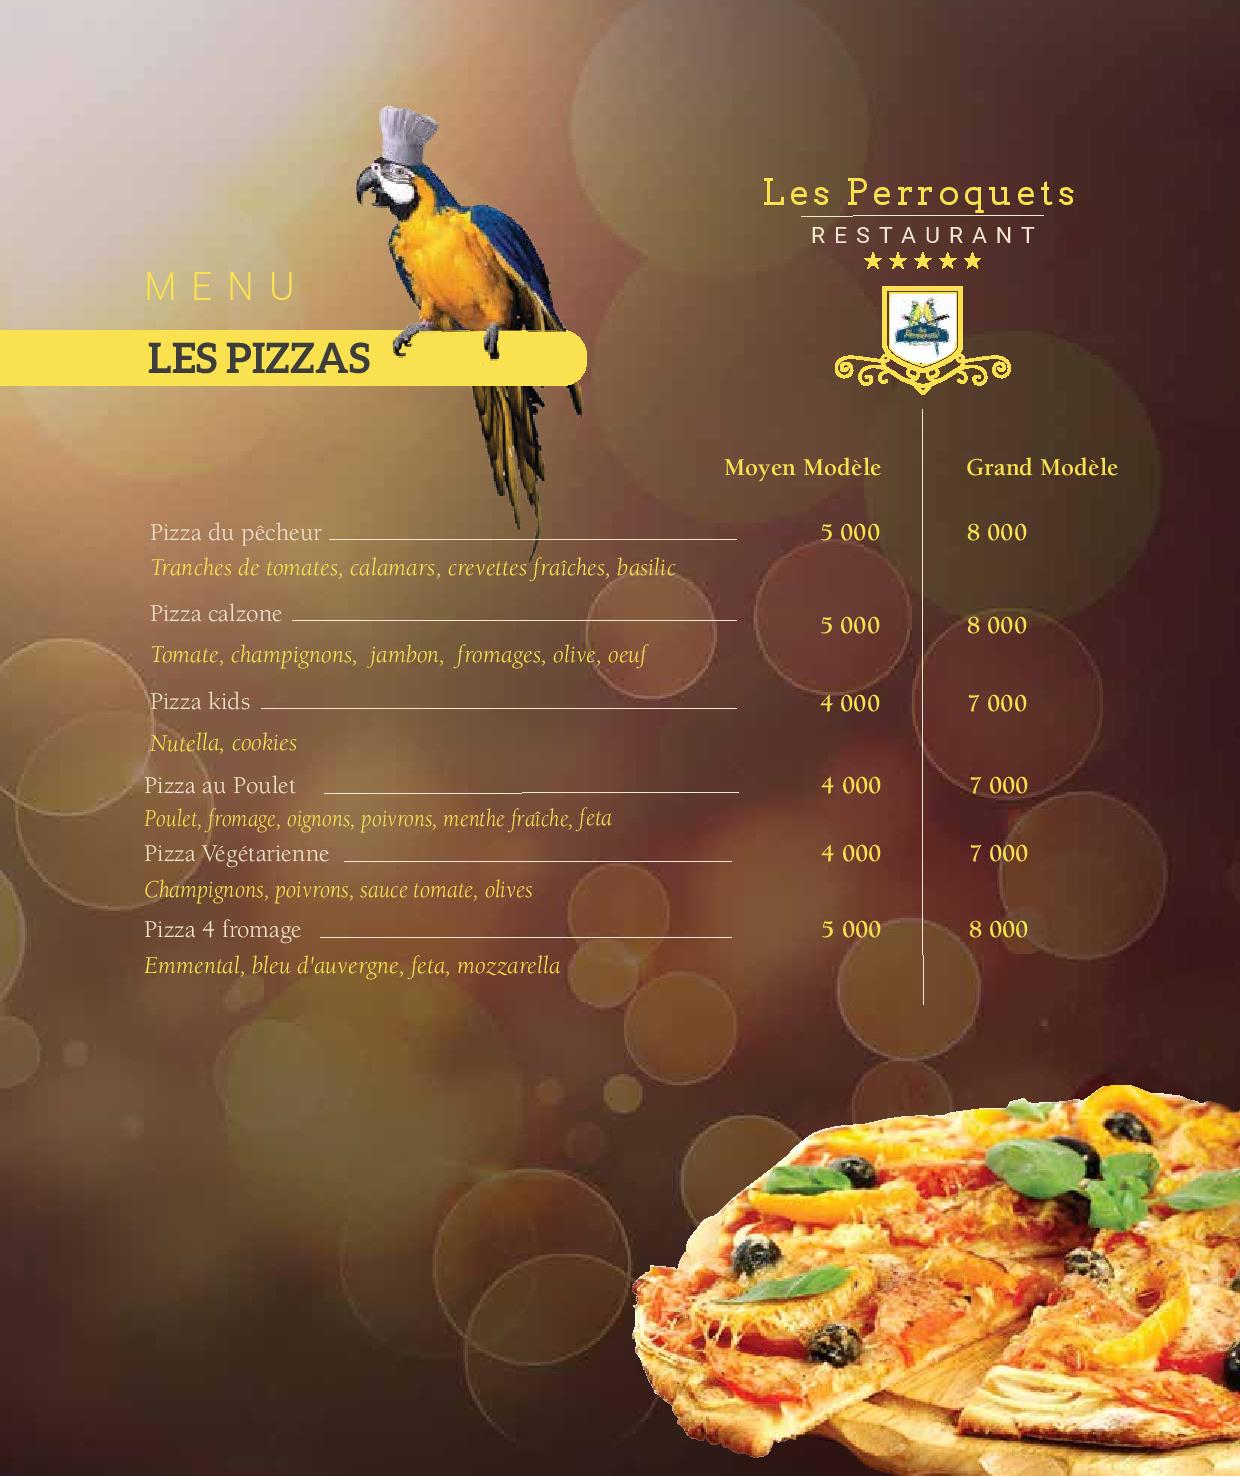 Les Perroquets
RESTAURANT
MENU
LES PIZZAS
Moyen Modèle Grand Modèle
Pizza du pêcheur 5 000 8 000
Tranches de tomates, calamars, crevettes fraîches, basilic
Pizza calzone 5 000 8 000
Tomate, champignons, jambon, fromages, olive, oeuf
Pizza kids 4 000 7 000
Nutella, cookies
Pizza au Poulet 4 000 7 000
Poulet, fromage, oignons, poivrons, menthe fraîche, feta
Pizza Végétarienne 4 000 7 000
Champignons, poivrons, sauce tomate, olives
Pizza 4 fromage 5 000 8 000
Emmental, bleu d'auvergne, feta, mozzarella